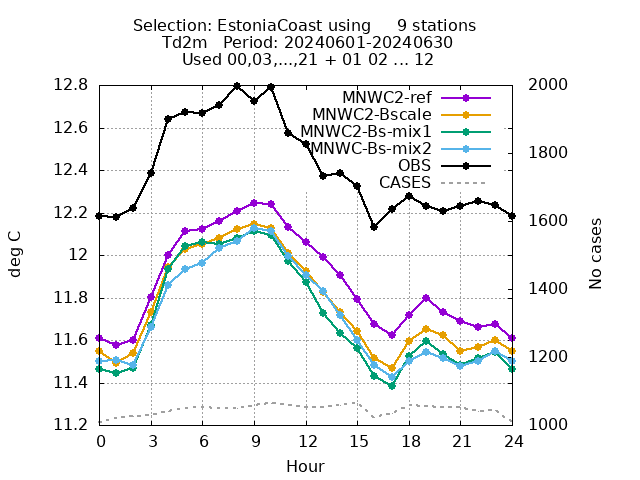 Selection: EstoniaCoast using 9 stations
Td2m Period: 20240601-20240630
Used 00,03,...,21 + 01 02 ... 12
12.8
12.6
12.4
12.2
12
11.8
11.6
11.4
11.2
deg C
MNWC2-ref
MNWC2-Bscale
MNWC2-Bs-mix1
MNWC-Bs-mix2
OBS
CASES
2000
1800
1600
1400
1200
1000
No cases
0 3 6 9 12 15 18 21 24
Hour